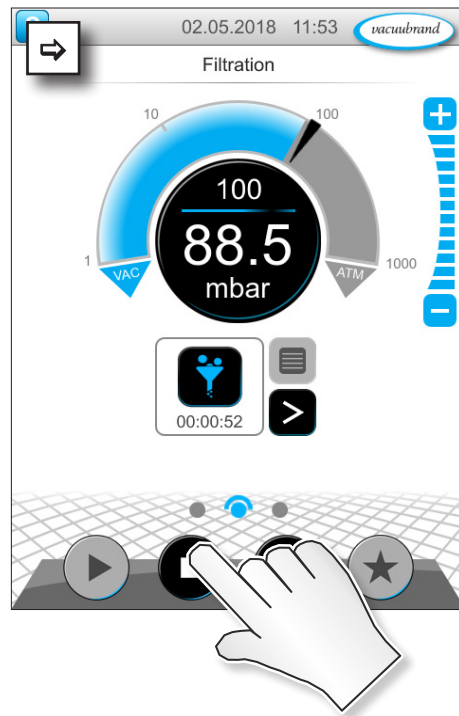 02.05.2018 11:53 vacuubrand
Filtration
10 100
100
88.5
mbar
1 VAC ATM 1000
00:00:52